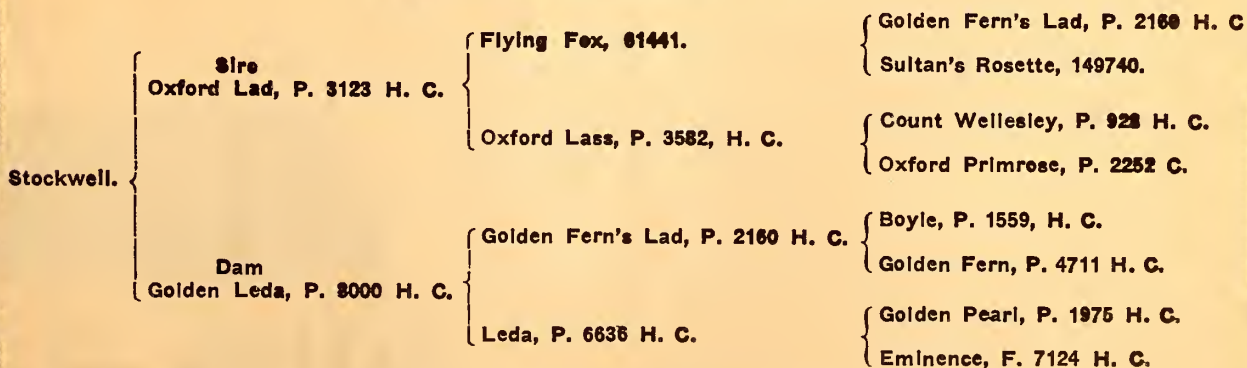 Golden Fern's Lad, P. 2160 H. C
Flying Fox, 61441.
Sultan's Rosette, 149740.
Sire
Oxford Lad, P. 3123 H. C.
Count Wellesley, P. 928 H. C.
Oxford Lass, P. 3582, H. C.
Oxford Primrose, P. 2252 C.
Stockwell.
Boyle, P. 1559, H. C.
Golden Fern's Lad, P. 2160 H. C.
Golden Fern, P. 4711 H. C.
Dam
Golden Leda, P. 8000 H. C.
Golden Pearl, P. 1975 H. C.
Leda, P. 6636 H. C.
Eminence, F. 7124 H. C.